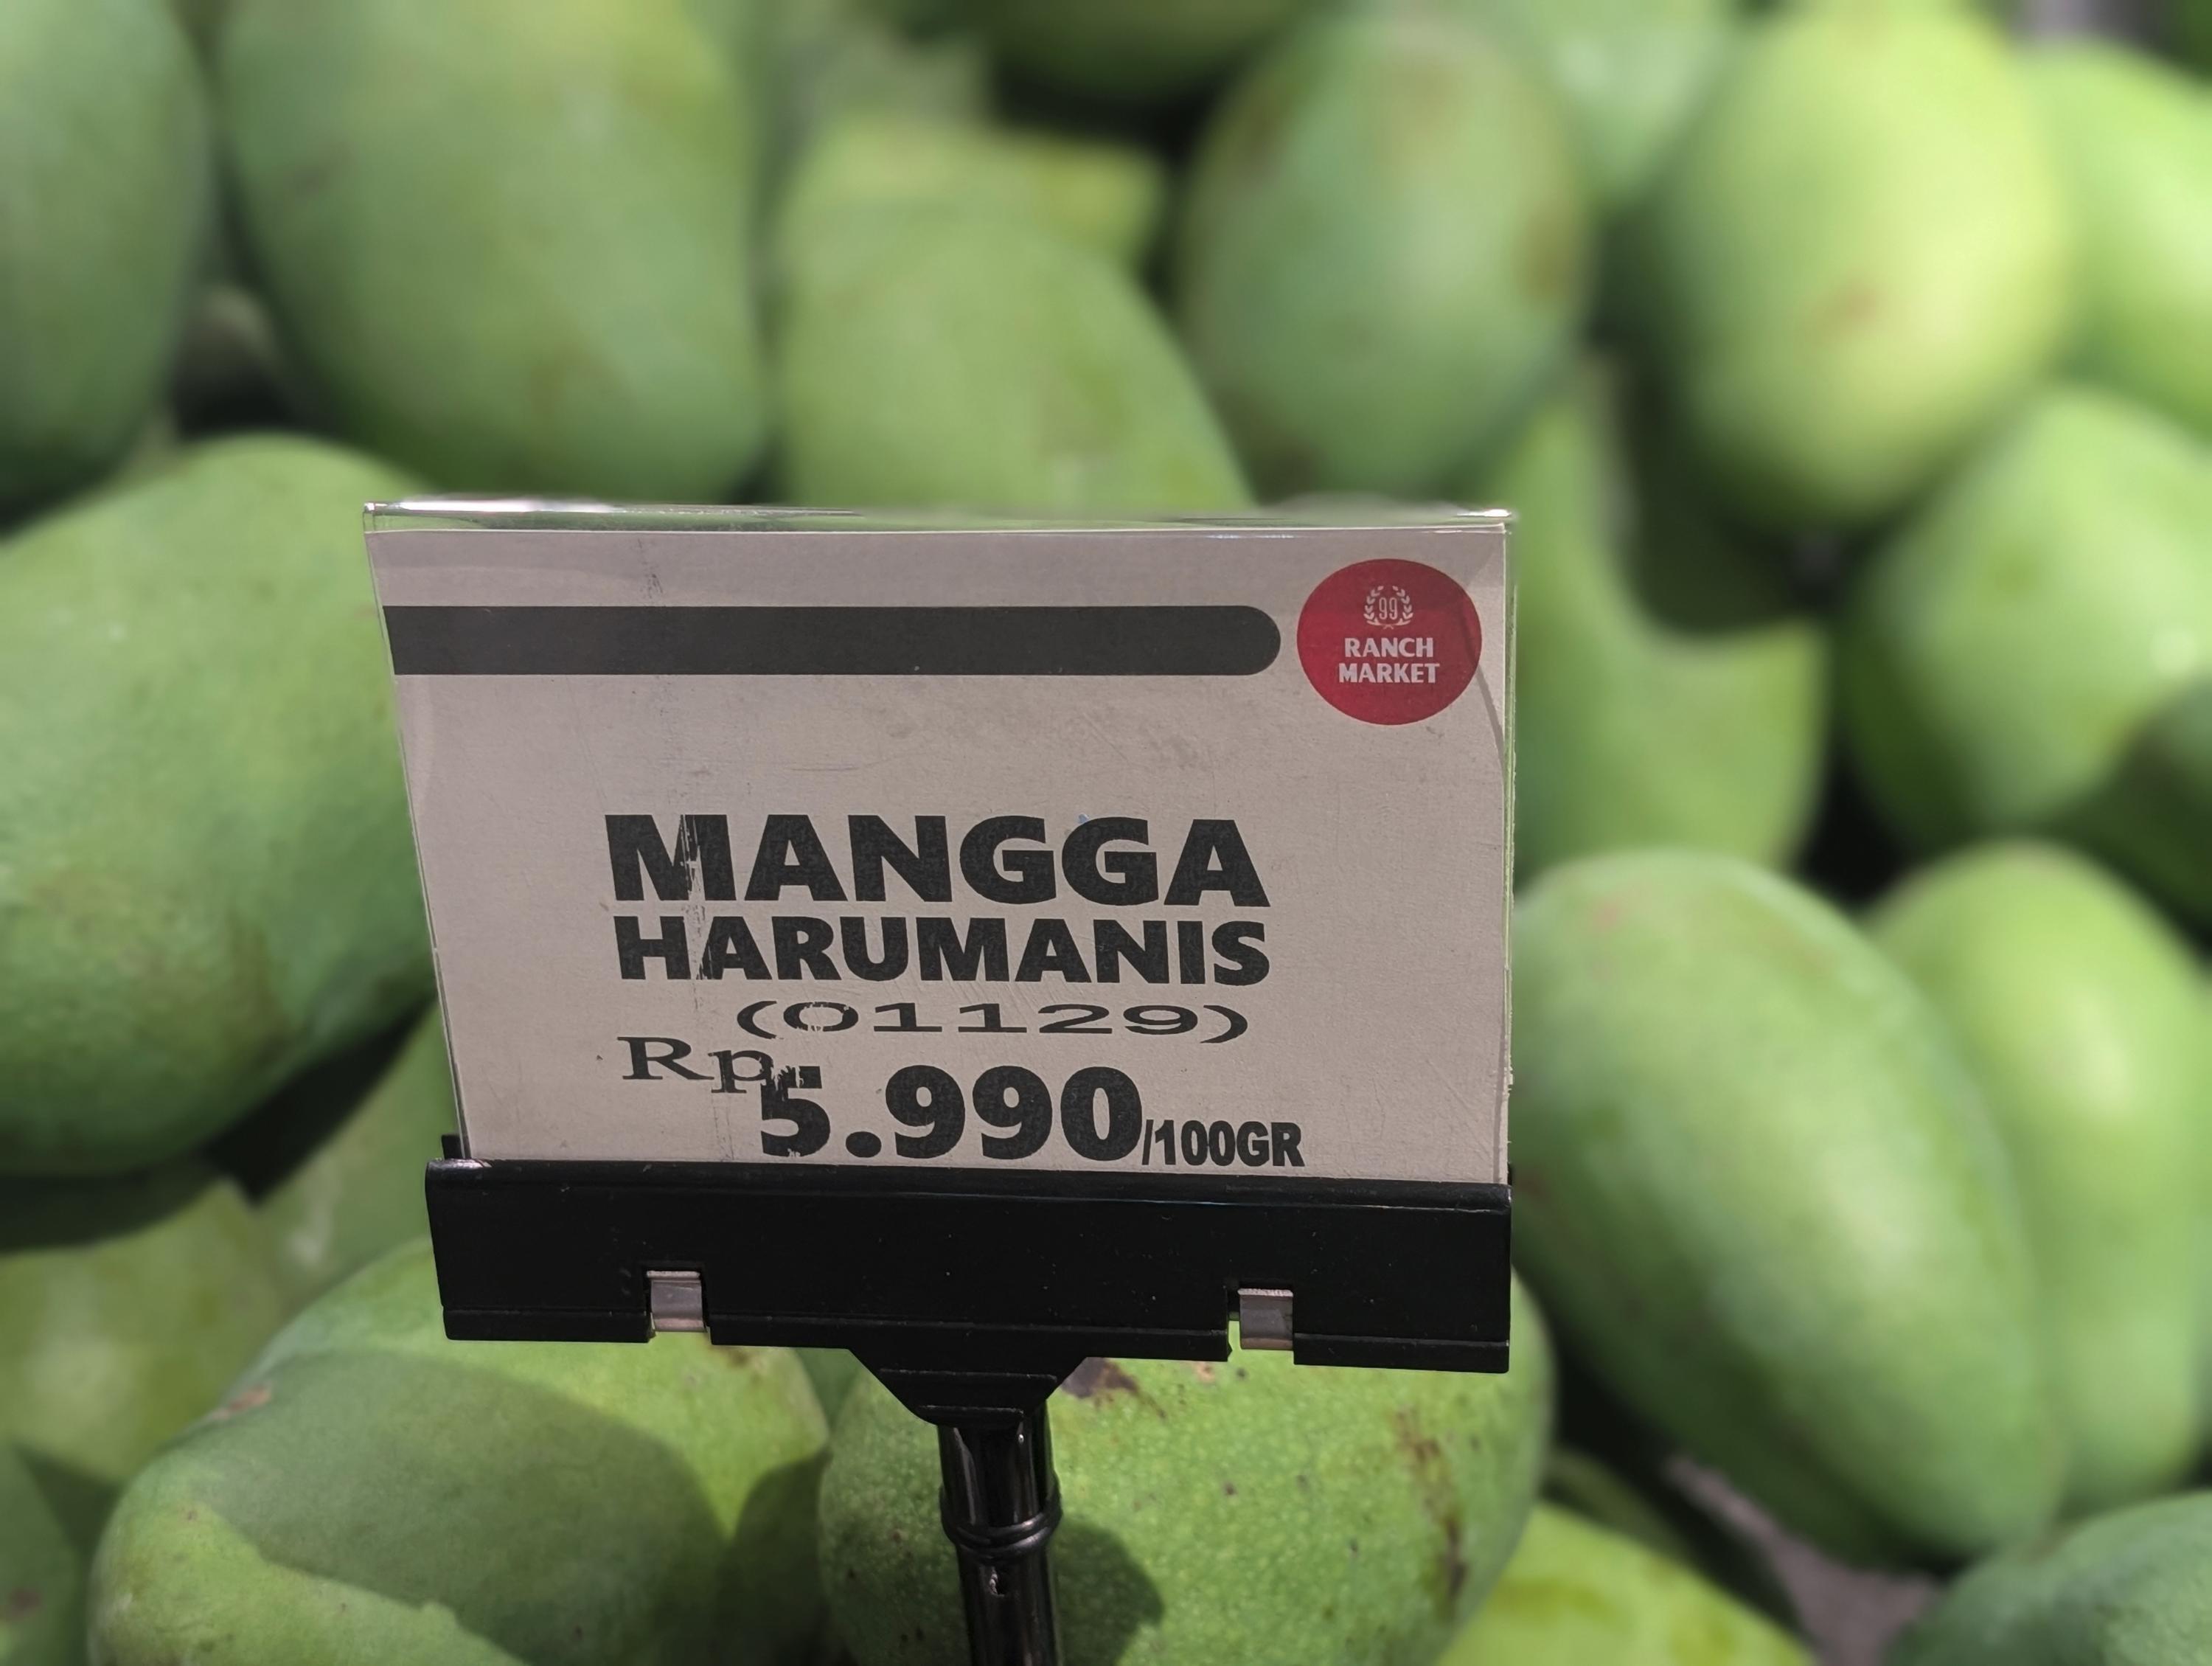 99
RANCH
MARKET
MANGGA
HARUMANIS
(01129)
Rp 5.990/100GR